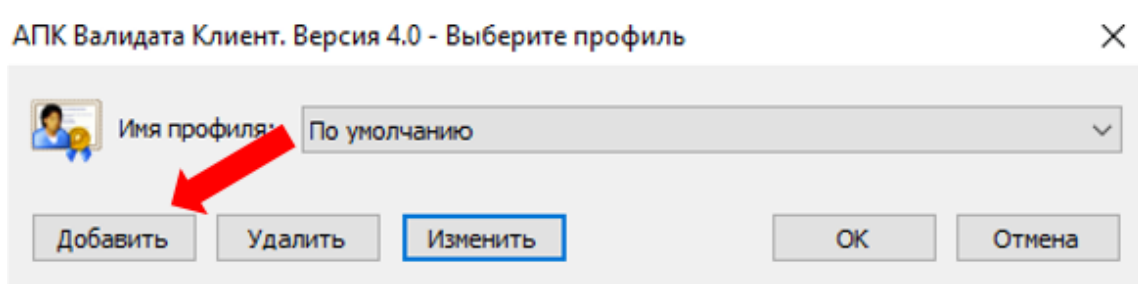 АПК Валидата Клиент. Версия 4.0 - Выберите профиль
Имя профиля: По умолчанию
Добавить Удалить Изменить ОК Отмена